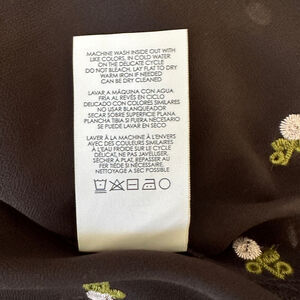 MACHINE WASH INSIDE OUT WITH
LIKE COLORS, IN COLD WATER
ON THE DELICATE CYCLE
DO NOT BLEACH, LAY FLAT TO DRY
WARM IRON IF NEEDED
CAN BE DRY CLEANED
LAVAR A MÁQUINA CON AGUA
FRÍA AL REVÉS EN CICLO
DELICADO CON COLORES SIMILARES
NO USAR BLANQUEADOR
SECAR SOBRE SUPERFICIE PLANA
PLANCHA TIBIA SI FUERA NECESARIO
SE PUEDE LAVAR EN SECO
LAVER À LA MACHINE À L'ENVERS
AVEC DES COULEURS SIMILAIRES
À L'EAU FROIDE SUR LE CYCLE
DÉLICAT, NE PAS JAVELLISER,
SÉCHER À PLAT, REPASSER AU
FER TIÈDE SI NÉCESSAIRE,
NETTOYAGE A SEC POSSIBLE